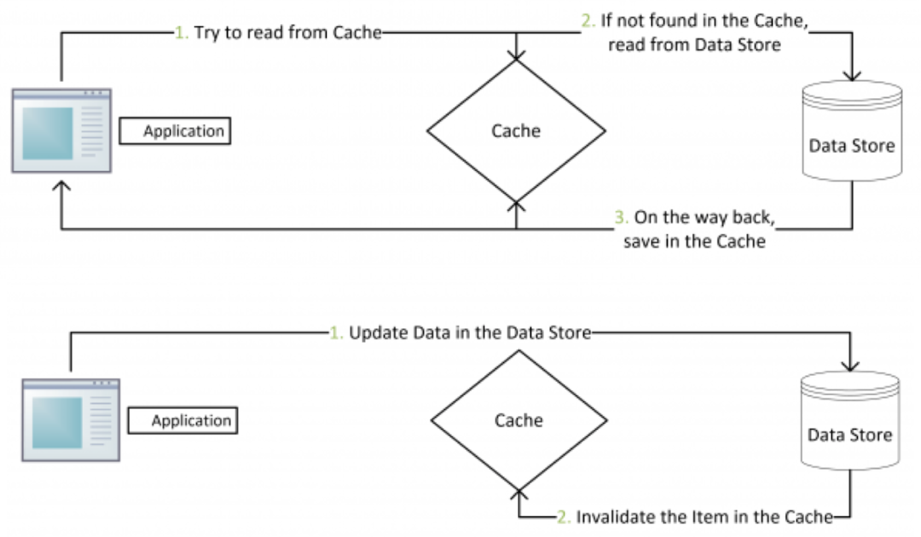 1. Try to read from Cache
2. If not found in the Cache,
read from Data Store
Application
Cache
Data Store
3. On the way back,
save in the Cache
1. Update Data in the Data Store
Application
Cache
Data Store
2. Invalidate the Item in the Cache